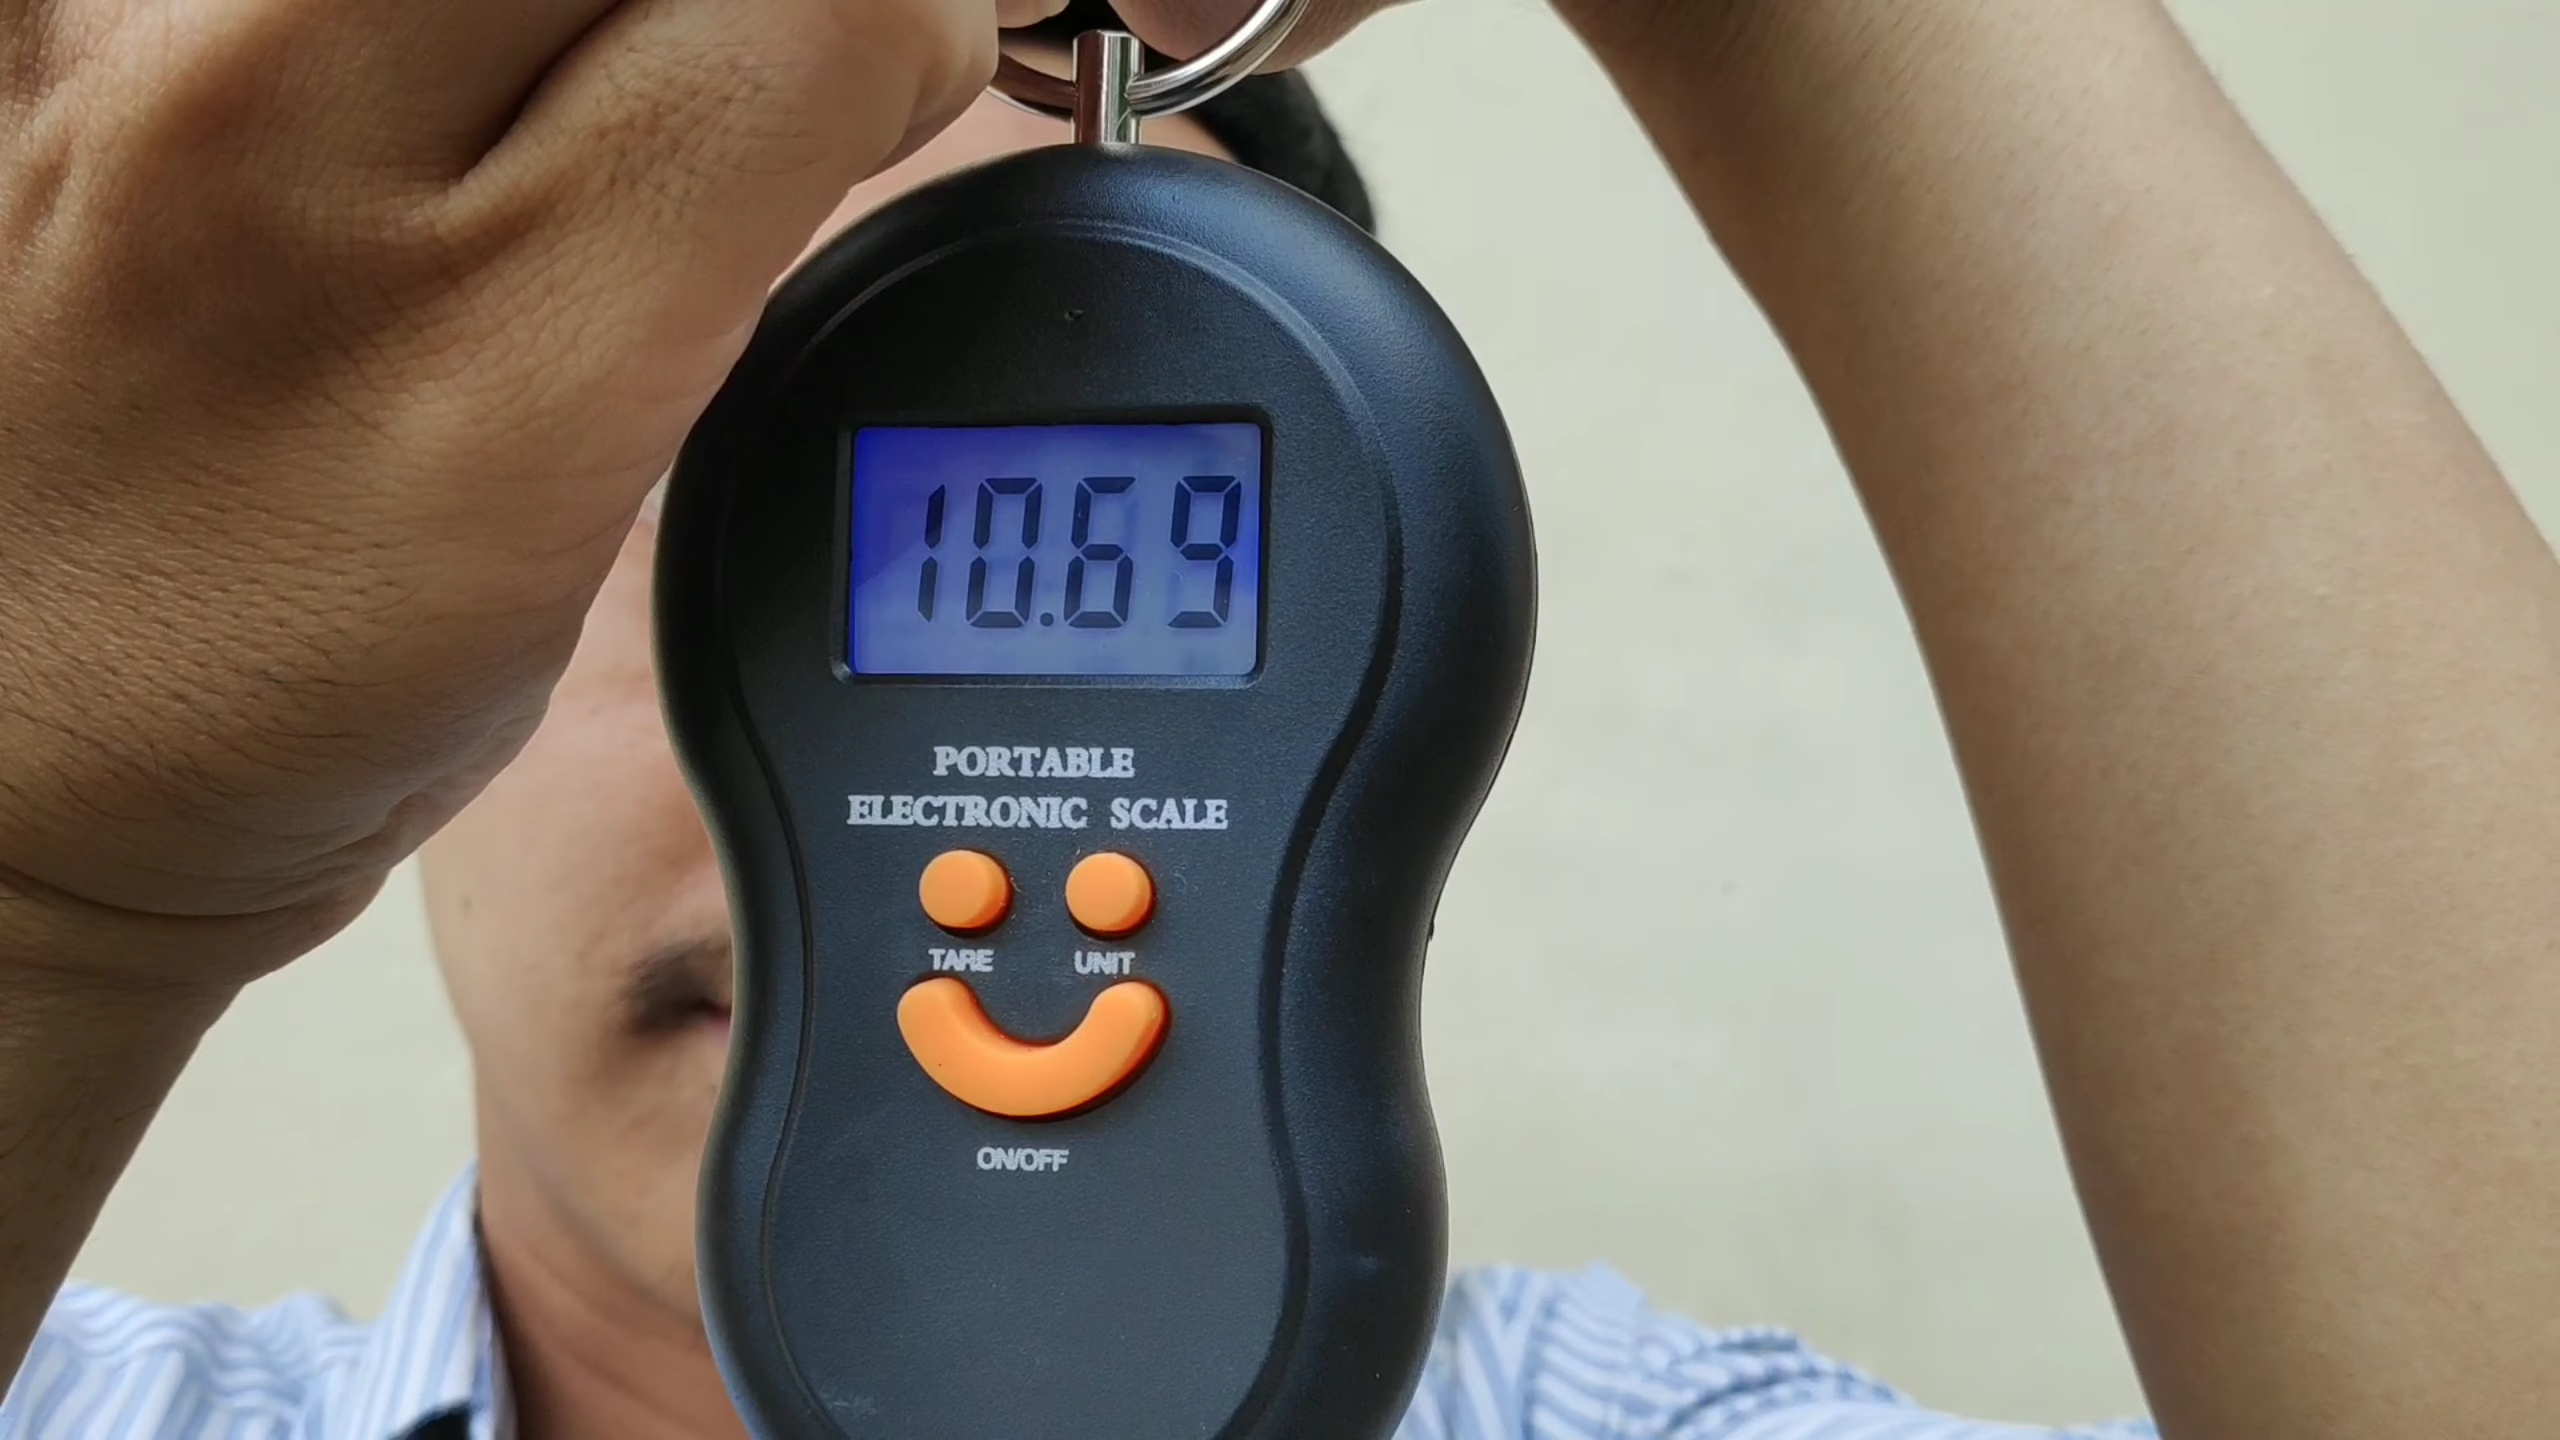 10.69
PORTABLE
ELECTRONIC SCALE
TARE UNIT
ON/OFF